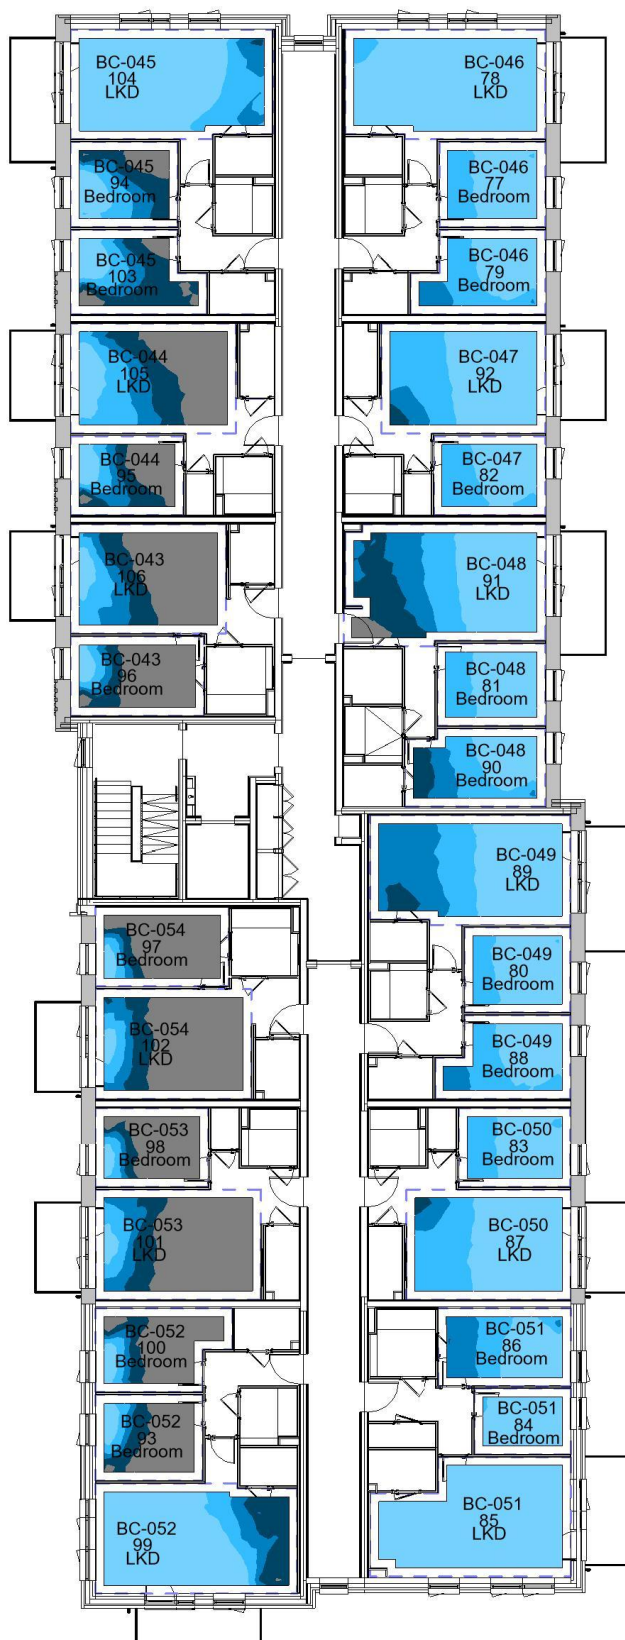 BC-045
104
LKD
BC-046
78
LKD
BC-045
94
Bedroom
BC-046
77
Bedroom
BC-045
103
Bedroom
BC-046
79
Bedroom
BC-044
105
LKD
BC-047
92
LKD
BC-044
95
Bedroom
BC-047
82
Bedroom
BC-043
106
LKD
BC-048
91
LKD
BC-043
96
Bedroom
BC-048
81
Bedroom
BC-048
90
Bedroom
BC-049
89
LKD
BC-054
97
Bedroom
BC-049
80
Bedroom
BC-054
102
LKD
BC-049
88
Bedroom
BC-053
98
Bedroom
BC-050
83
Bedroom
BC-053
101
LKD
BC-050
87
LKD
BC-052
100
Bedroom
BC-051
86
Bedroom
BC-052
93
Bedroom
BC-051
84
Bedroom
BC-052
99
LKD
BC-051
85
LKD